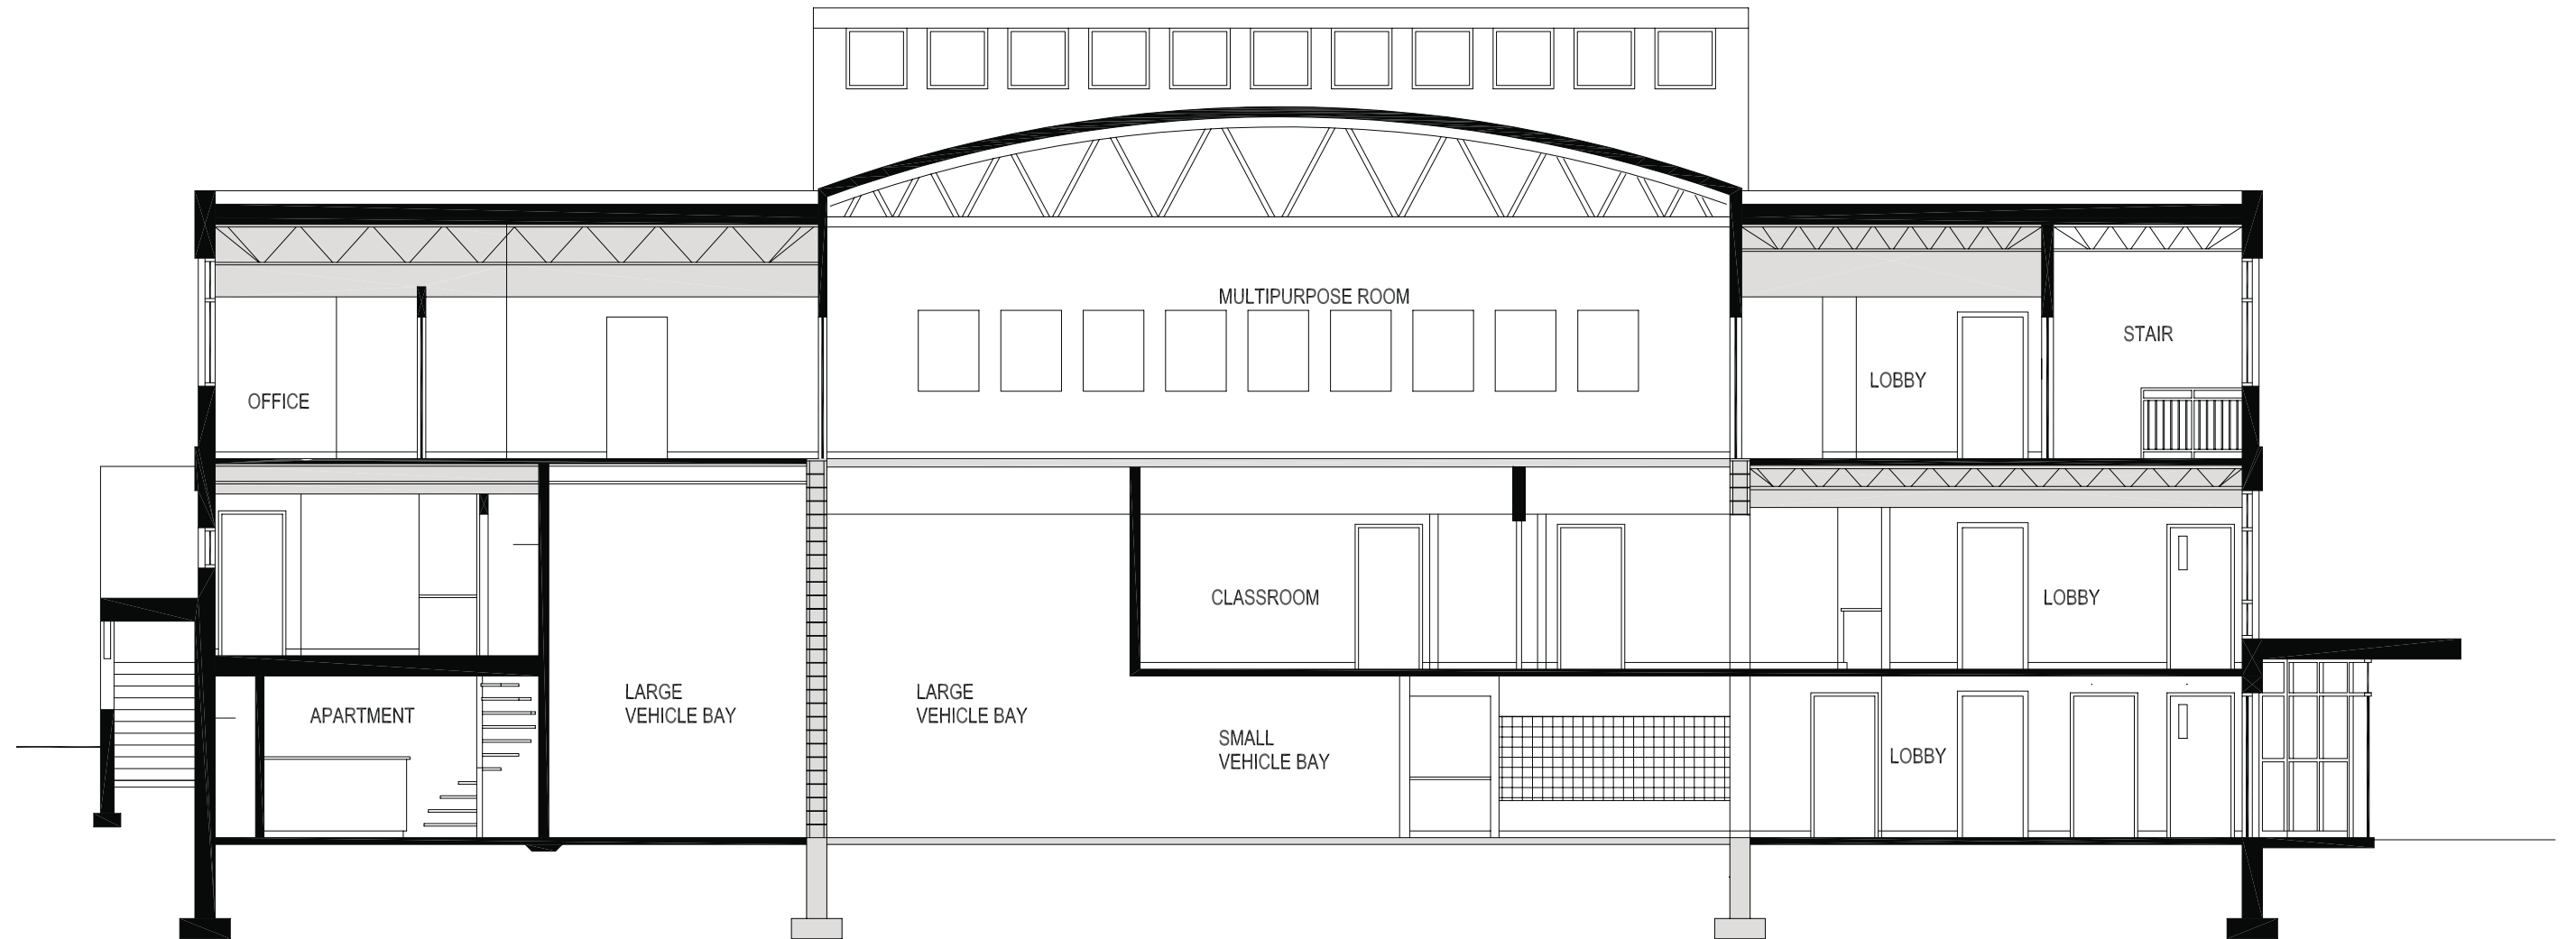 MULTIPURPOSE ROOM
STAIR
LOBBY
OFFICE
CLASSROOM
LOBBY
LARGE
VEHICLE BAY
LARGE
VEHICLE BAY
APARTMENT
SMALL
VEHICLE BAY
LOBBY